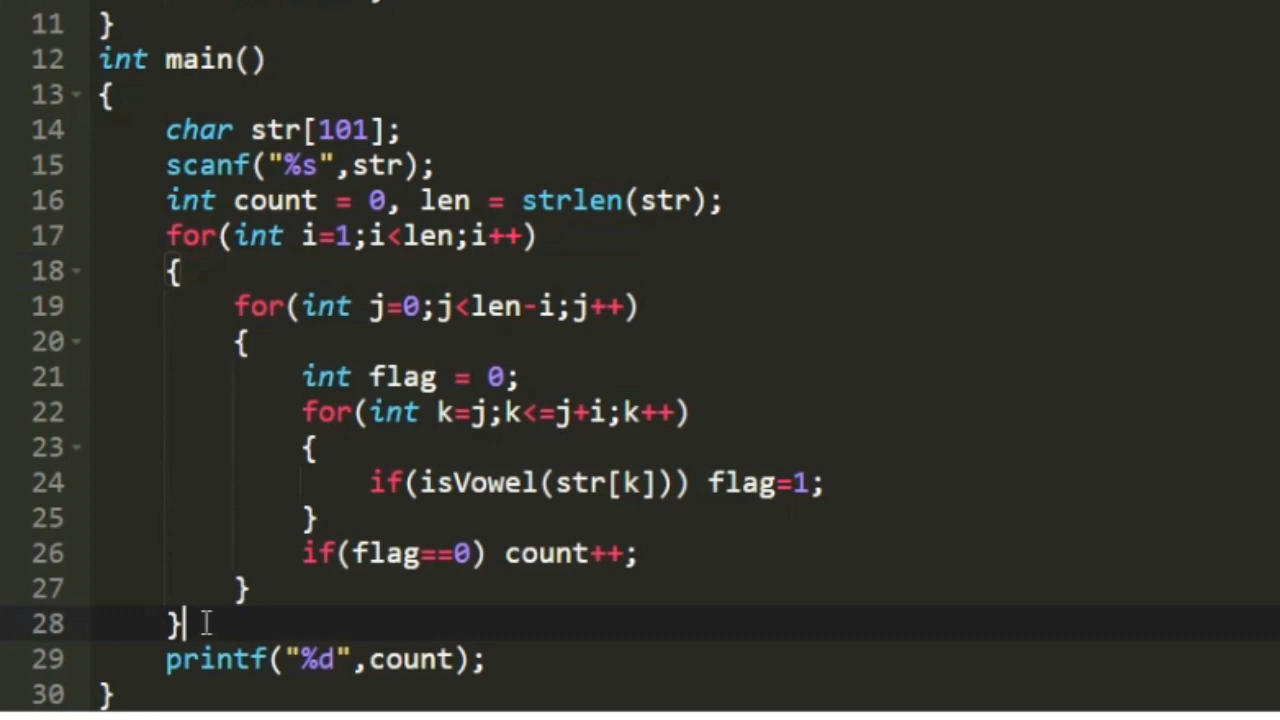 11 }
12 int main()
13 {
14 char str[101];
15 scanf("%s",str);
16 int count = 0, len = strlen(str);
17 for(int i=1;i<len;i++)
18 {
19 for(int j=0;j<len-i;j++)
20 {
21 int flag = 0;
22 for(int k=j;k<=j+i;k++)
23 {
24 if(isVowel(str[k])) flag=1;
25 }
26 if(flag==0) count++;
27 }
28 }
29 printf("%d",count);
30 }